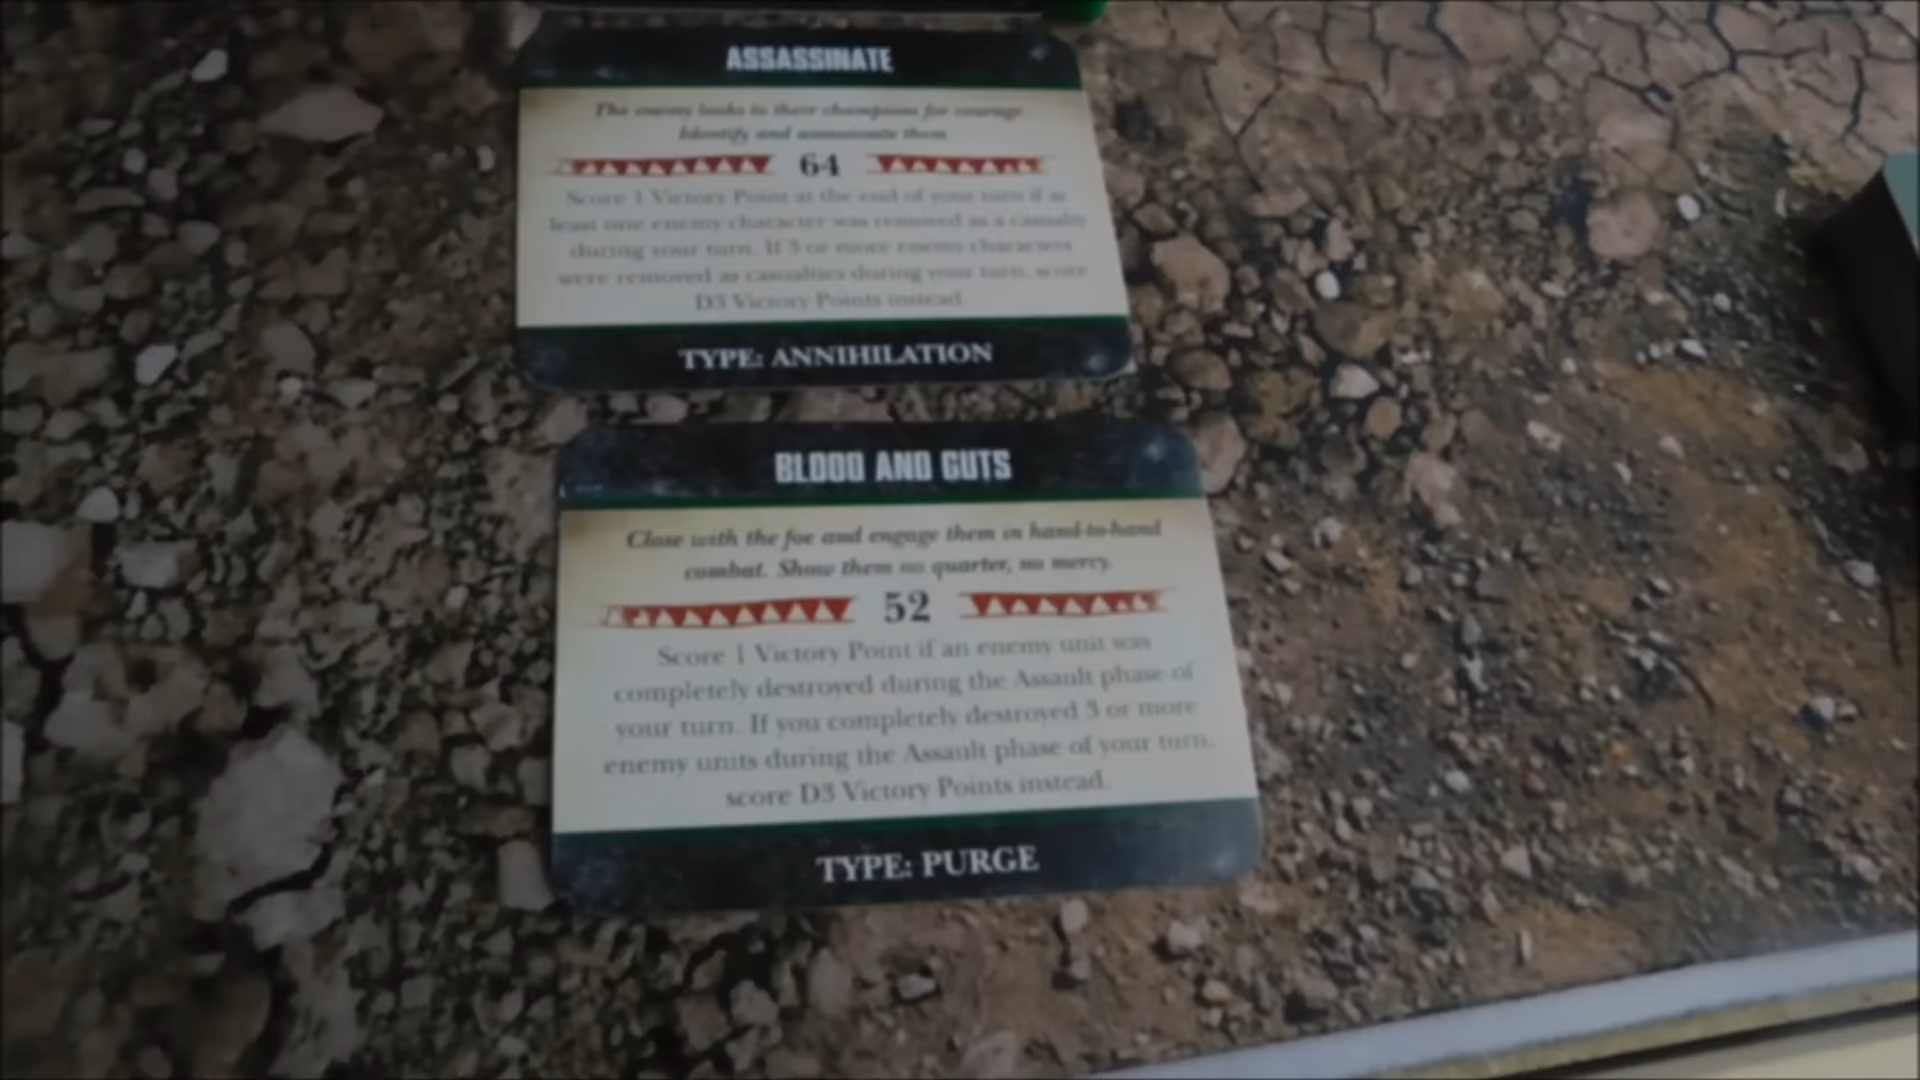 ASSASSINATE
The enemy looks to their champions for courage
Identify and assassinate them
64
Score 1 Victory Point at the end of your turn if at
least one enemy character was removed as a casualty
during your turn. If 3 or more enemy characters
were removed as casualties during your turn, score
D3 Victory Points instead.
TYPE: ANNIHILATION
BLOOD AND GUTS
Close with the foe and engage them in hand-to-hand
combat. Show them no quarter, no mercy.
52
Score 1 Victory Point if an enemy unit was
completely destroyed during the Assault phase of
your turn. If you completely destroyed 3 or more
enemy units during the Assault phase of your turn,
score D3 Victory Points instead.
TYPE: PURGE